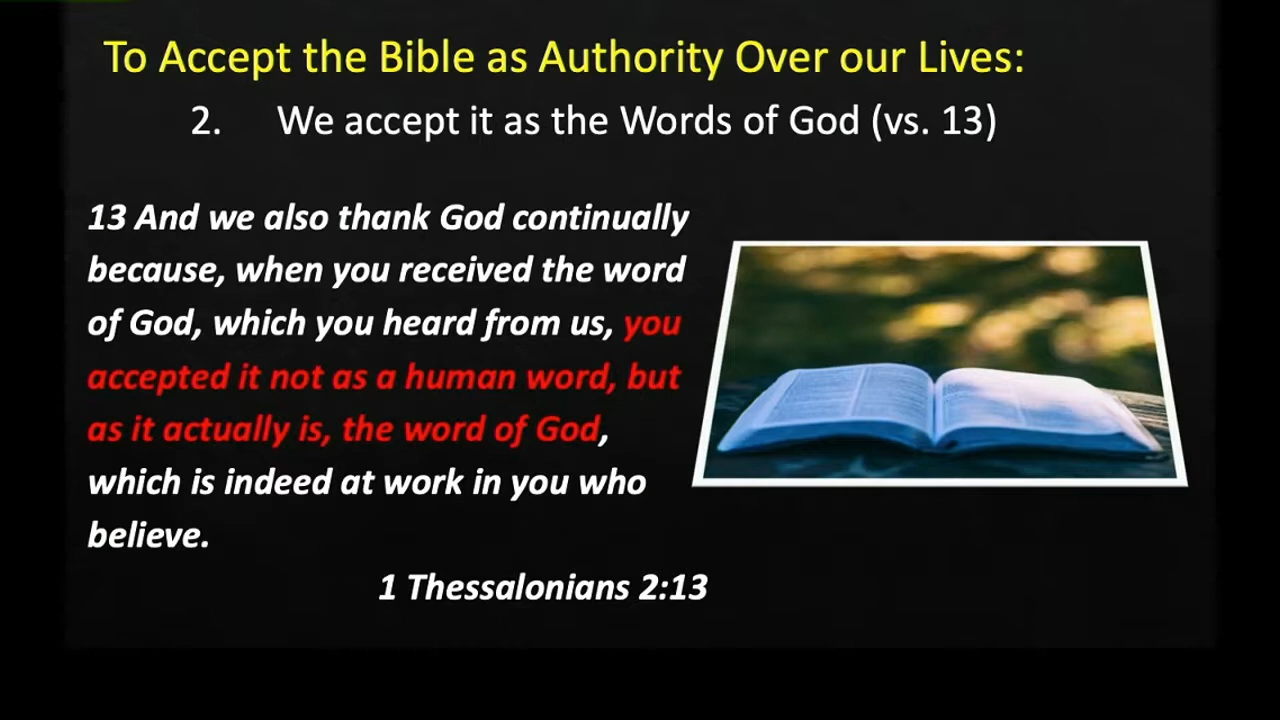 To Accept the Bible as Authority Over our Lives:
2. We accept it as the Words of God (vs. 13)
13 And we also thank God continually
because, when you received the word
of God, which you heard from us, you
accepted it not as a human word, but
as it actually is, the word of God,
which is indeed at work in you who
believe.
1 Thessalonians 2:13